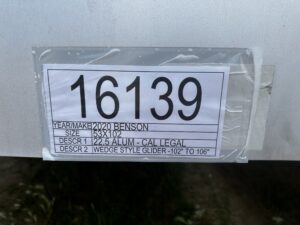 16139
YEAR/MAKE 2020 BENSON
SIZE 53X102
DESCR 1 22.5 ALUM - CAL LEGAL
DESCR 2 WEDGE STYLE GLIDER -102" TO 106"